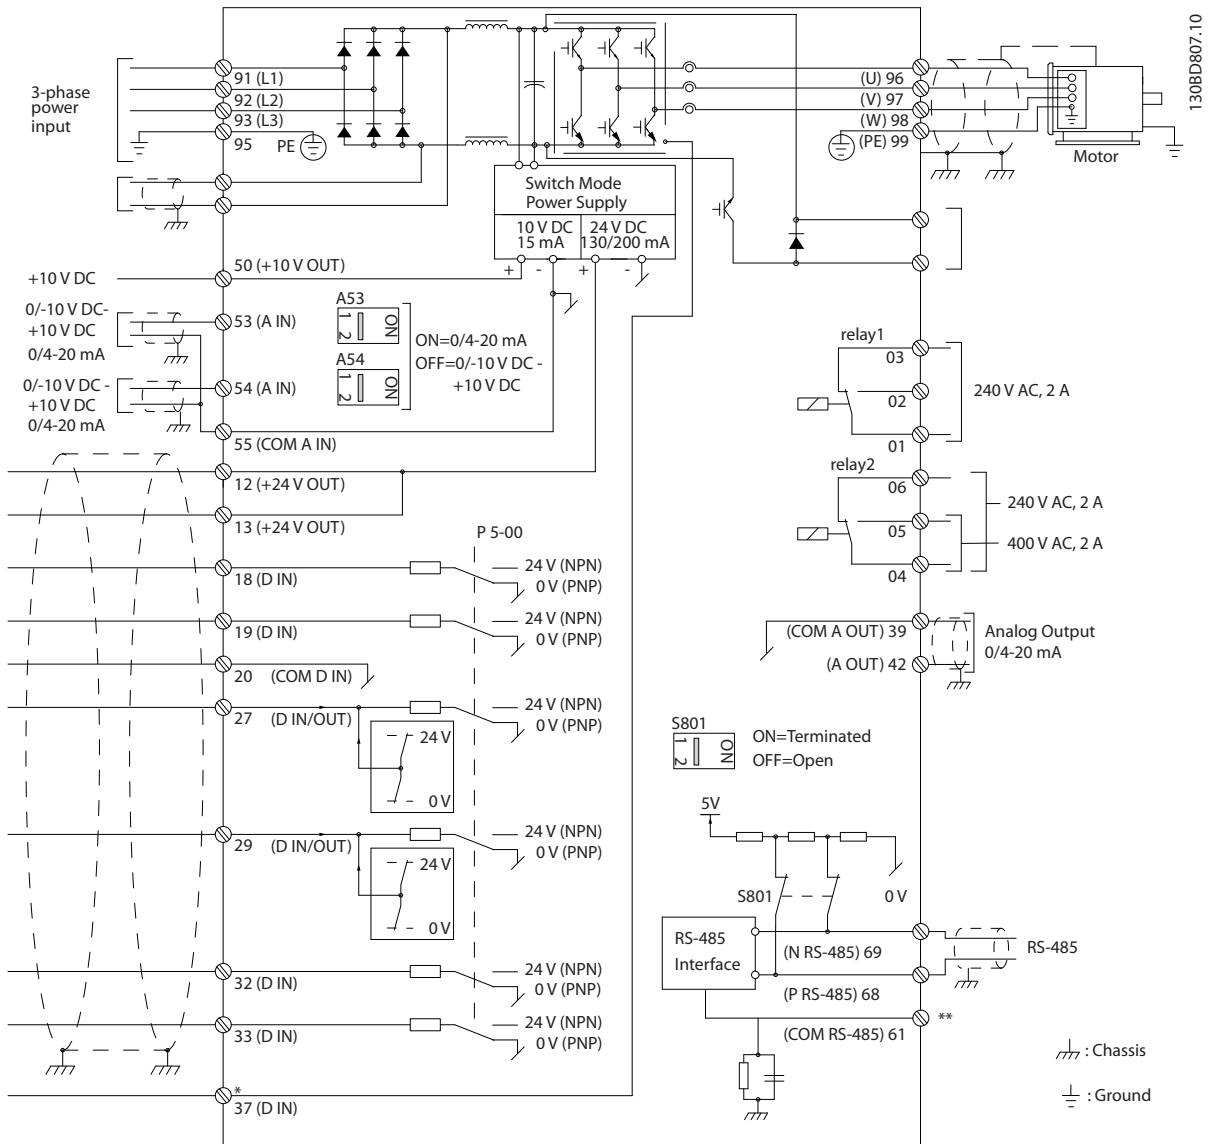 130BD807.10
3-phase
power
input
91 (L1)
92 (L2)
93 (L3)
95
PE
(U) 96
(V) 97
(W) 98
(PE) 99
Motor
Switch Mode
Power Supply
10 V DC
15 mA
24 V DC
130/200 mA
+ - + -
+10 V DC
50 (+10 V OUT)
0/-10 V DC-
+10 V DC
0/4-20 mA
53 (A IN)
0/-10 V DC -
+10 V DC
0/4-20 mA
54 (A IN)
55 (COM A IN)
A53
1 2 ON
A54
1 2 ON
ON=0/4-20 mA
OFF=0/-10 V DC -
+10 V DC
relay1
03
02
01
240 V AC, 2 A
relay2
06
05
04
240 V AC, 2 A
400 V AC, 2 A
12 (+24 V OUT)
13 (+24 V OUT)
P 5-00
18 (D IN)
24 V (NPN)
0 V (PNP)
19 (D IN)
24 V (NPN)
0 V (PNP)
20 (COM D IN)
27 (D IN/OUT)
24 V (NPN)
0 V (PNP)
24 V
0 V
29 (D IN/OUT)
24 V (NPN)
0 V (PNP)
24 V
0 V
32 (D IN)
24 V (NPN)
0 V (PNP)
33 (D IN)
24 V (NPN)
0 V (PNP)
*
37 (D IN)
(COM A OUT) 39
(A OUT) 42
Analog Output
0/4-20 mA
S801
1 2 ON
ON=Terminated
OFF=Open
5V
S801
0 V
RS-485
Interface
(N RS-485) 69
(P RS-485) 68
(COM RS-485) 61
RS-485
**
: Chassis
: Ground